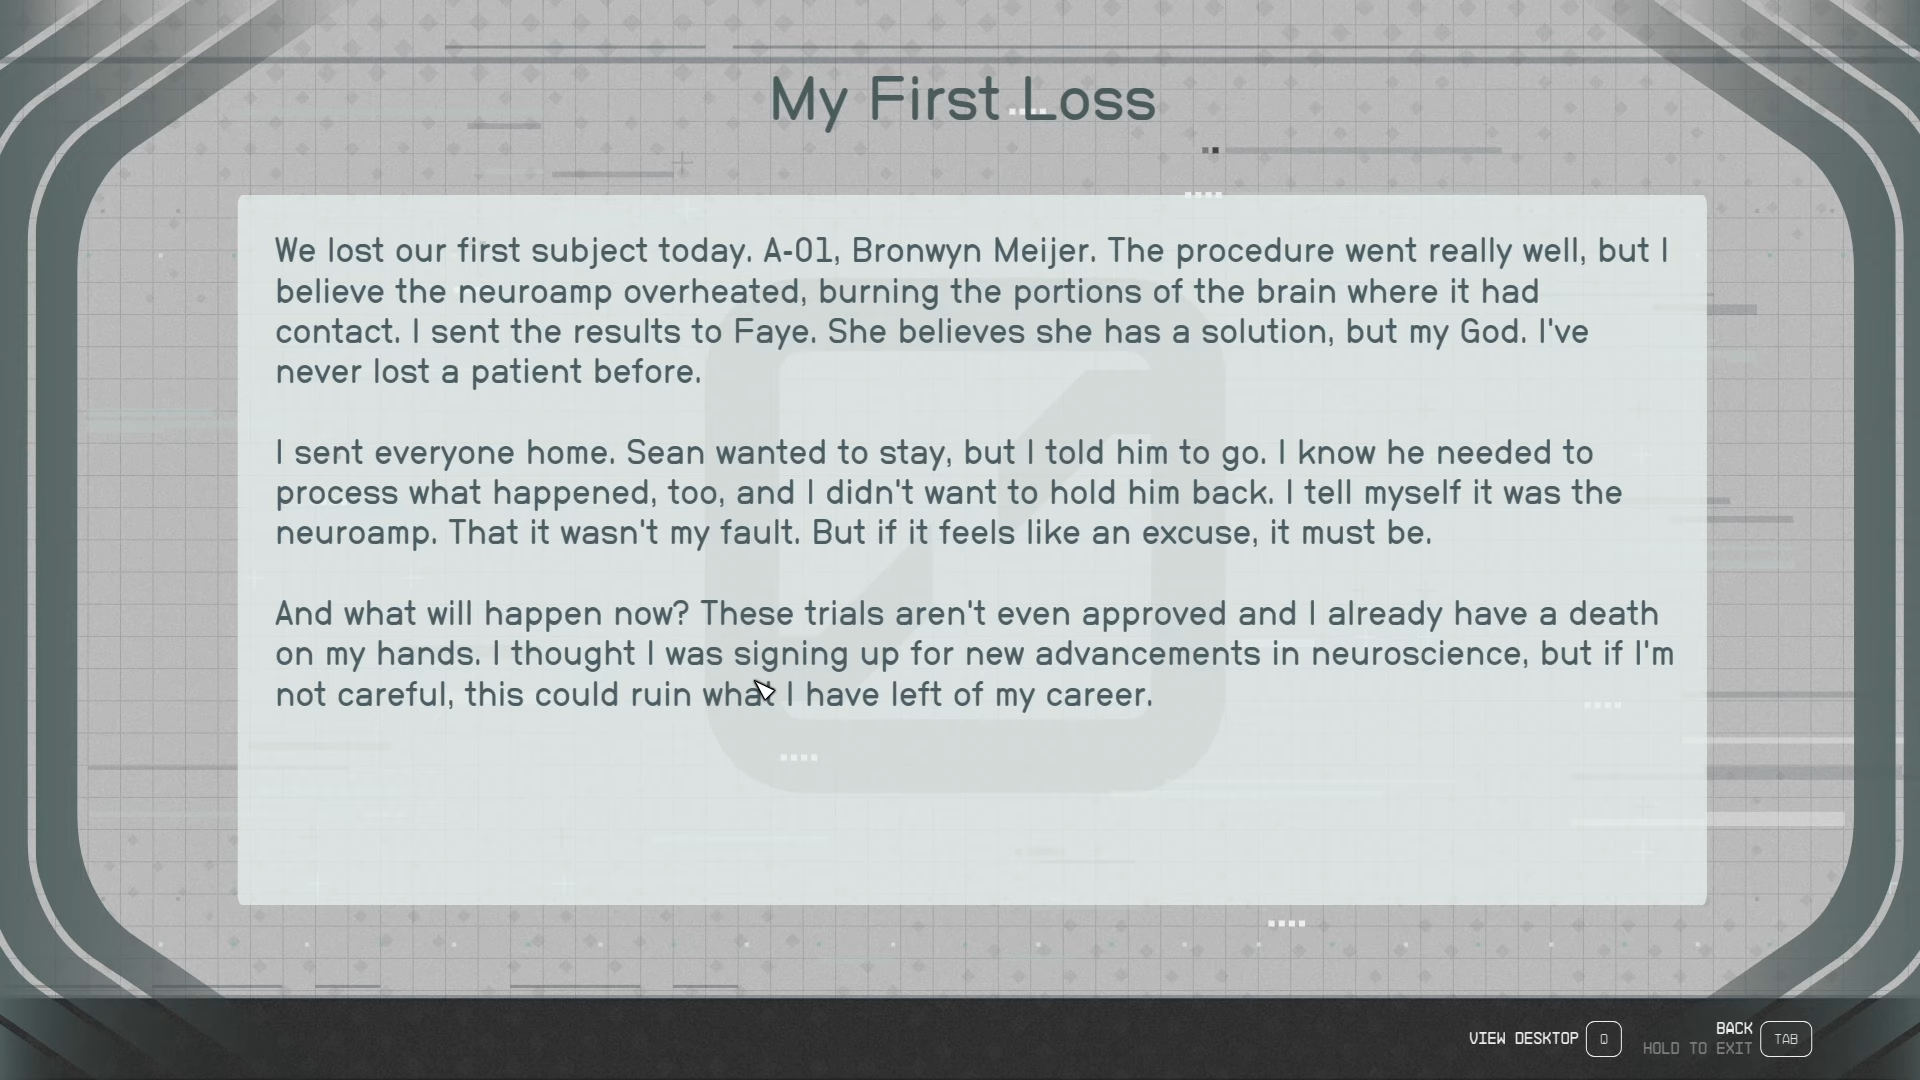 My First Loss
We lost our first subject today. A-01, Bronwyn Meijer. The procedure went really well, but I
believe the neuroamp overheated, burning the portions of the brain where it had
contact. I sent the results to Faye. She believes she has a solution, but my God. I've
never lost a patient before.
I sent everyone home. Sean wanted to stay, but I told him to go. I know he needed to
process what happened, too, and I didn't want to hold him back. I tell myself it was the
neuroamp. That it wasn't my fault. But if it feels like an excuse, it must be.
And what will happen now? These trials aren't even approved and I already have a death
on my hands. I thought I was signing up for new advancements in neuroscience, but if I'm
not careful, this could ruin what I have left of my career.
VIEW DESKTOP Q
BACK TAB
HOLD TO EXIT